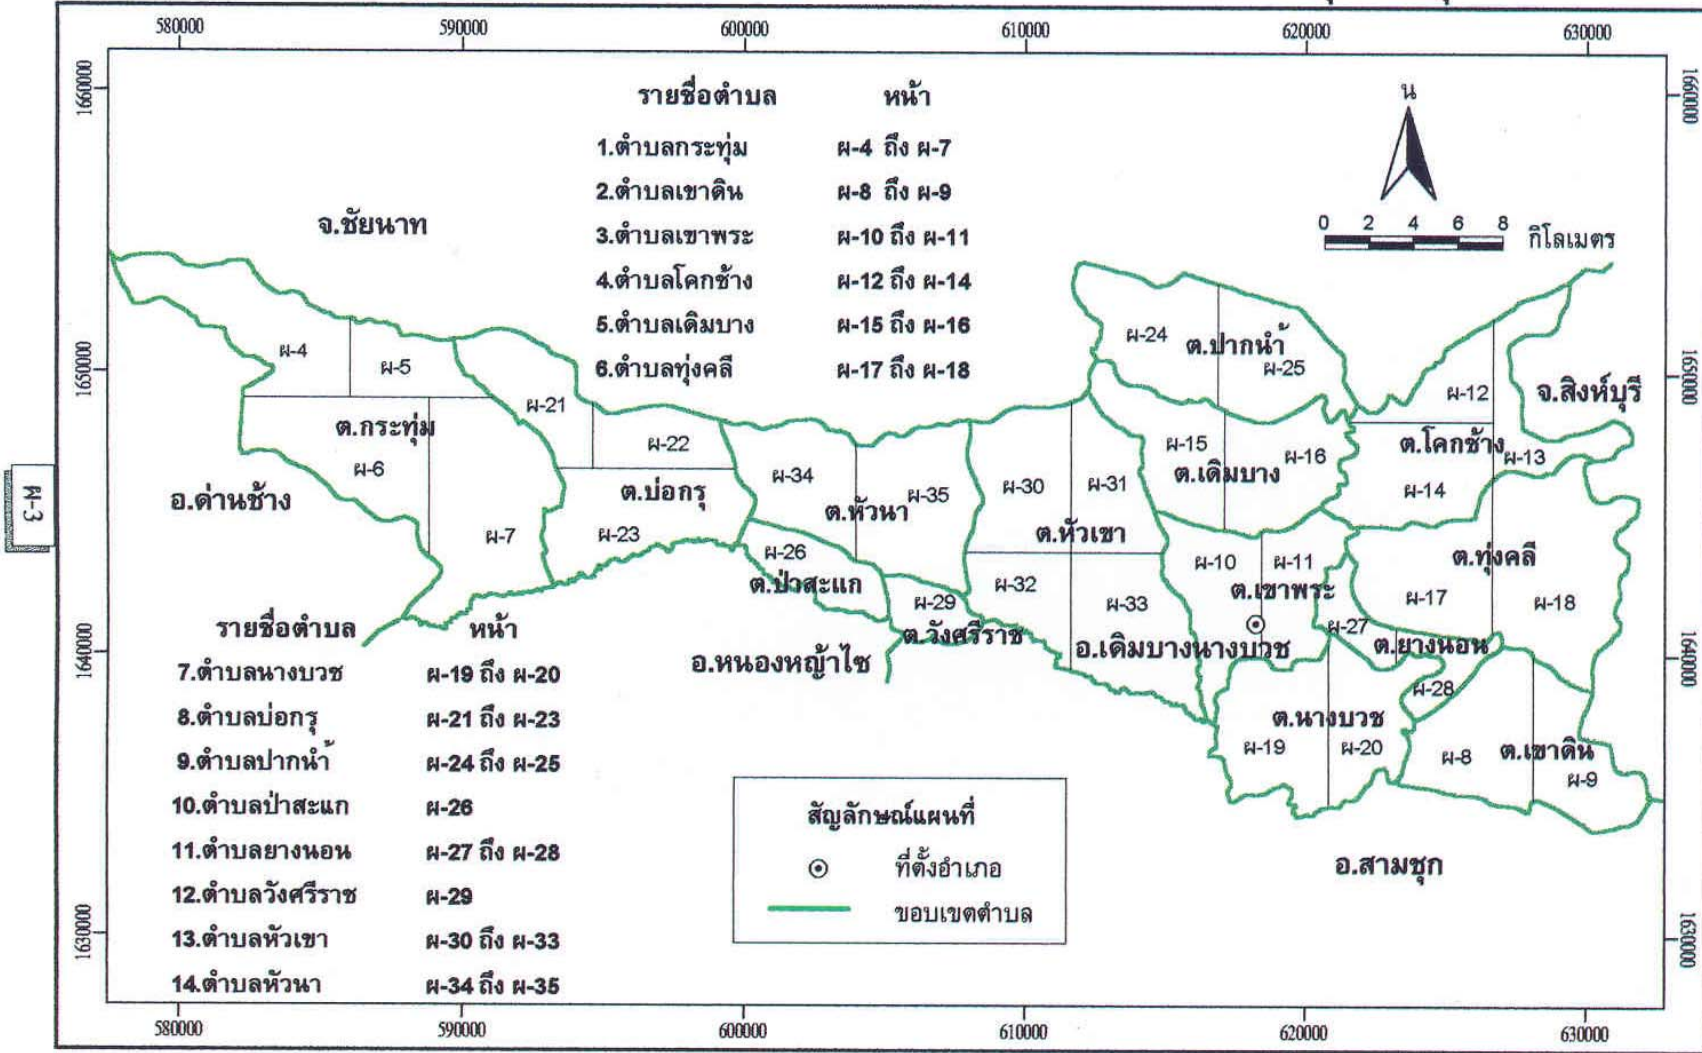 580000 590000 600000 610000 620000 630000
1660000 1660000
รายชื่อตำบล หน้า
1.ตำบลกระทุ่ม ผ-4 ถึง ผ-7
2.ตำบลเขาดิน ผ-8 ถึง ผ-9
3.ตำบลเขาพระ ผ-10 ถึง ผ-11
4.ตำบลโคกช้าง ผ-12 ถึง ผ-14
5.ตำบลเดิมบาง ผ-15 ถึง ผ-16
6.ตำบลทุ่งคลี ผ-17 ถึง ผ-18
น
0 2 4 6 8 กิโลเมตร
จ.ชัยนาท
1650000 1650000
ผ-4
ผ-5
ผ-21
ผ-22
ต.กระทุ่ม
ผ-6
ผ-7
ต.บ่อกรุ
ผ-23
อ.ด่านช้าง
ผ-34
ต.หัวนา
ผ-35
ผ-26
ต.ป่าสะแก
ผ-29
ต.วังศรีราช
อ.หนองหญ้าไซ
ผ-30
ผ-31
ต.หัวเขา
ผ-32
ผ-33
ผ-24
ต.ปากน้ำ
ผ-25
ผ-15
ผ-16
ต.เดิมบาง
ผ-12
จ.สิงห์บุรี
ต.โคกช้าง
ผ-13
ผ-14
ผ-10
ผ-11
ต.เขาพระ
อ.เดิมบางนางบวช
ต.ทุ่งคลี
ผ-17
ผ-18
ผ-27
ต.ยางนอน
ผ-28
ต.นางบวช
ผ-19
ผ-20
ผ-8
ต.เขาดิน
ผ-9
อ.สามชุก
ผ-3
1640000 1640000
รายชื่อตำบล หน้า
7.ตำบลนางบวช ผ-19 ถึง ผ-20
8.ตำบลบ่อกรุ ผ-21 ถึง ผ-23
9.ตำบลปากน้ำ ผ-24 ถึง ผ-25
10.ตำบลป่าสะแก ผ-26
11.ตำบลยางนอน ผ-27 ถึง ผ-28
12.ตำบลวังศรีราช ผ-29
13.ตำบลหัวเขา ผ-30 ถึง ผ-33
14.ตำบลหัวนา ผ-34 ถึง ผ-35
สัญลักษณ์แผนที่
ที่ตั้งอำเภอ
ขอบเขตตำบล
1630000 1630000
580000 590000 600000 610000 620000 630000